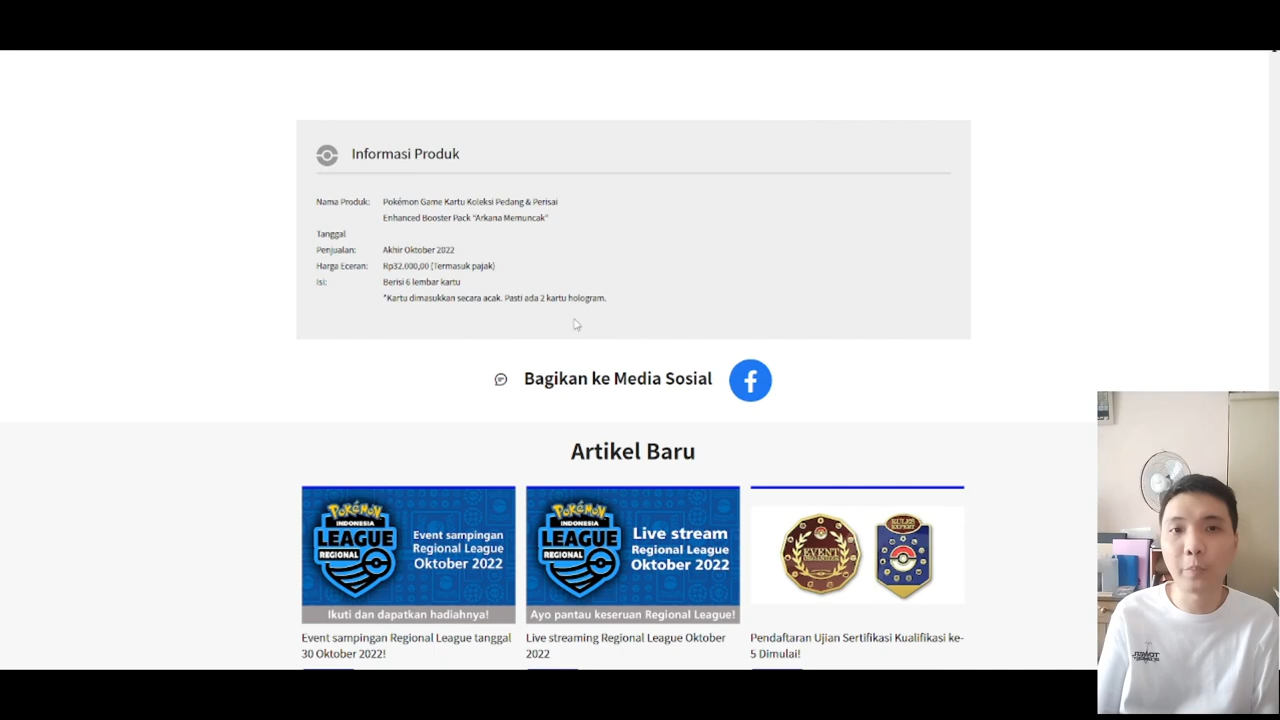 Informasi Produk
Nama Produk: Pokémon Game Kartu Koleksi Pedang & Perisai
Enhanced Booster Pack "Arkana Memuncak"
Tanggal
Penjualan: Akhir Oktober 2022
Harga Eceran: Rp32.000,00 (Termasuk pajak)
Isi: Berisi 6 lembar kartu
*Kartu dimasukkan secara acak. Pasti ada 2 kartu hologram.
Bagikan ke Media Sosial
Artikel Baru
POKéMON
INDONESIA
LEAGUE
REGIONAL
Event sampingan
Regional League
Oktober 2022
Ikuti dan dapatkan hadiahnya!
POKéMON
INDONESIA
LEAGUE
REGIONAL
Live stream
Regional League
Oktober 2022
Ayo pantau keseruan Regional League!
EVENT
ORGANIZER
RULES
EXPERT
Event sampingan Regional League tanggal
30 Oktober 2022!
Live streaming Regional League Oktober
2022
Pendaftaran Ujian Sertifikasi Kualifikasi ke-
5 Dimulai!